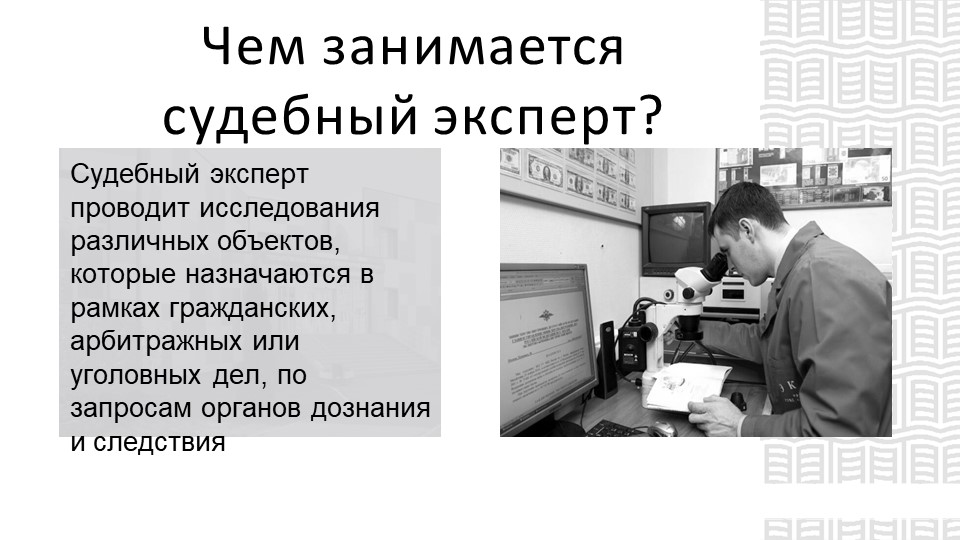 Чем занимается
судебный эксперт?
Судебный эксперт
проводит исследования
различных объектов,
которые назначаются в
рамках гражданских,
арбитражных или
уголовных дел, по
запросам органов дознания
и следствия